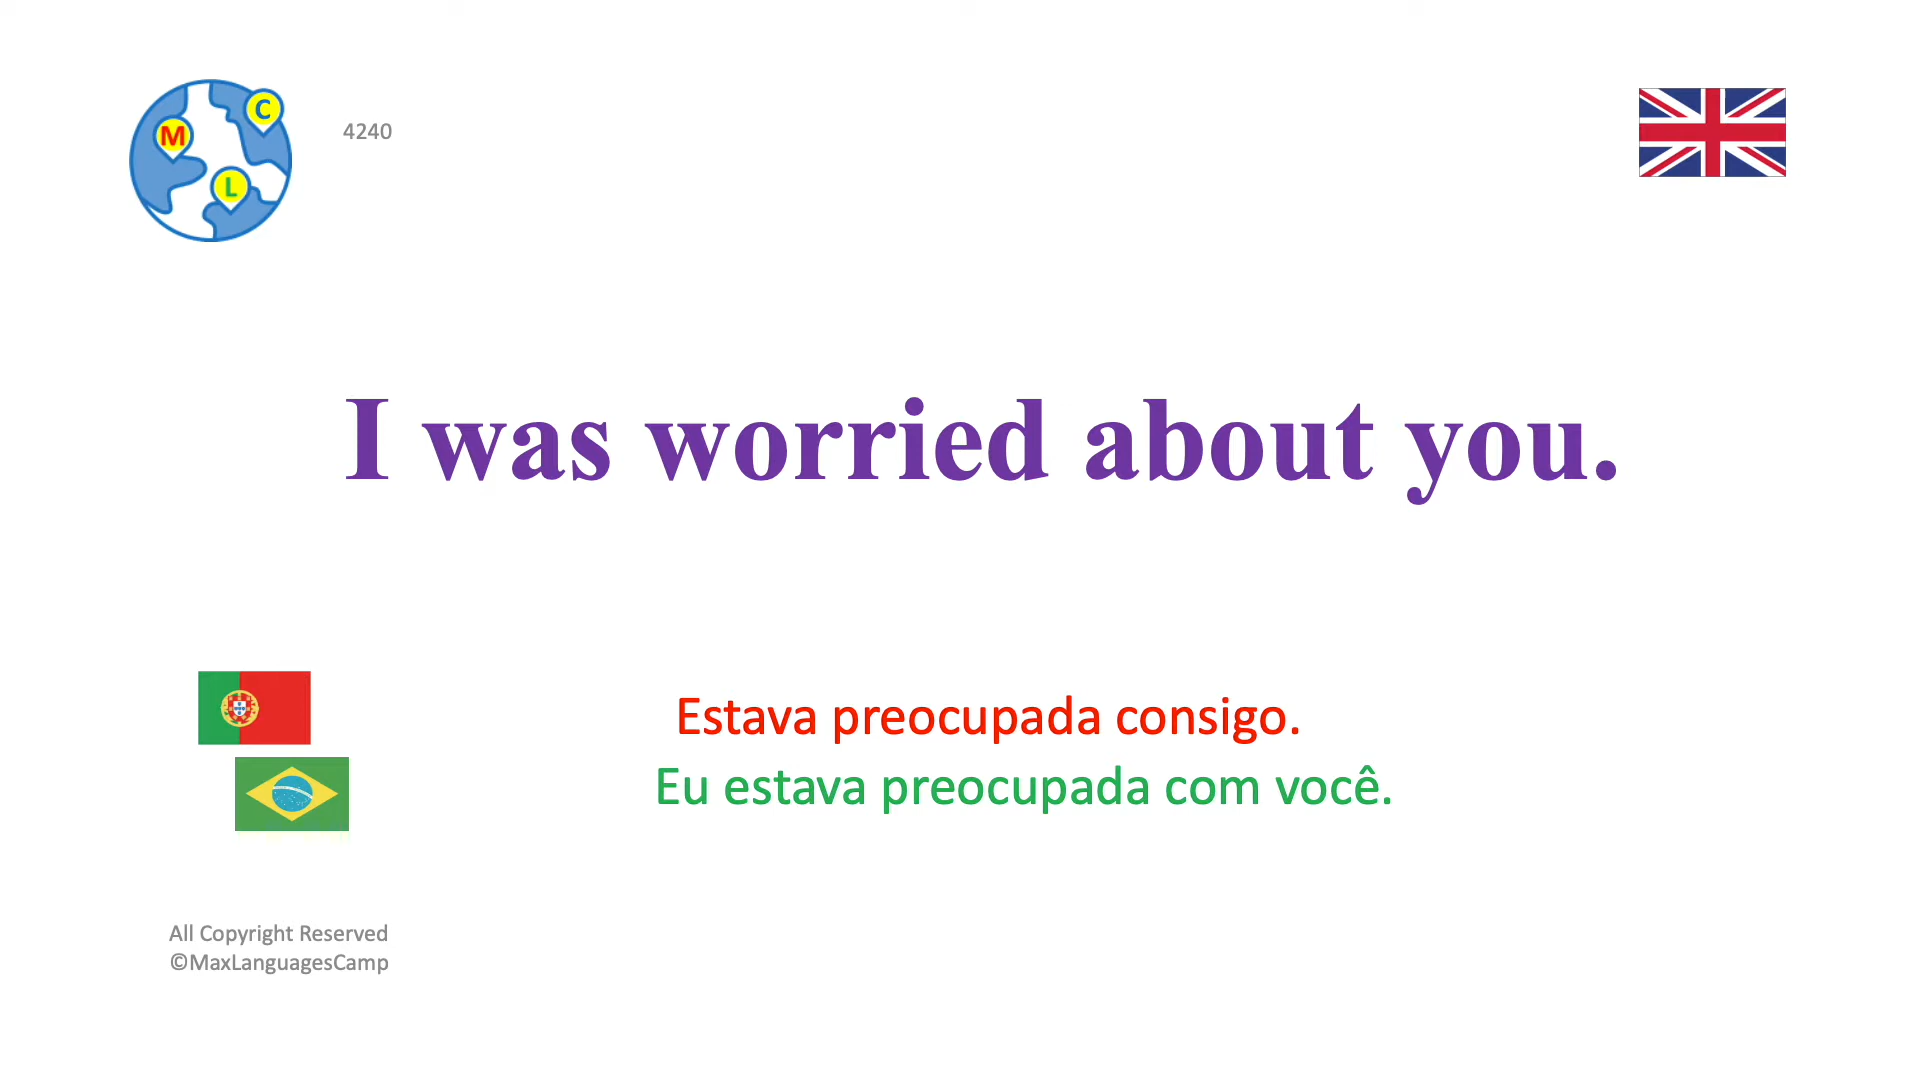 M
C
L
4240
I was worried about you.
Estava preocupada consigo.
Eu estava preocupada com você.
All Copyright Reserved
©MaxLanguagesCamp